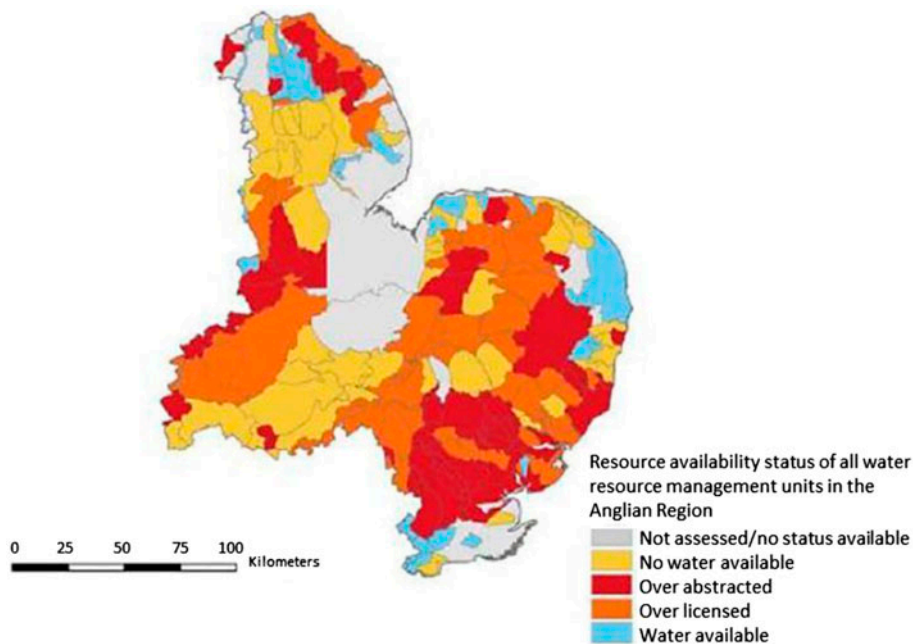 Resource availability status of all water
resource management units in the
Anglian Region
Not assessed/no status available
No water available
Over abstracted
Over licensed
Water available
0 25 50 75 100
Kilometers